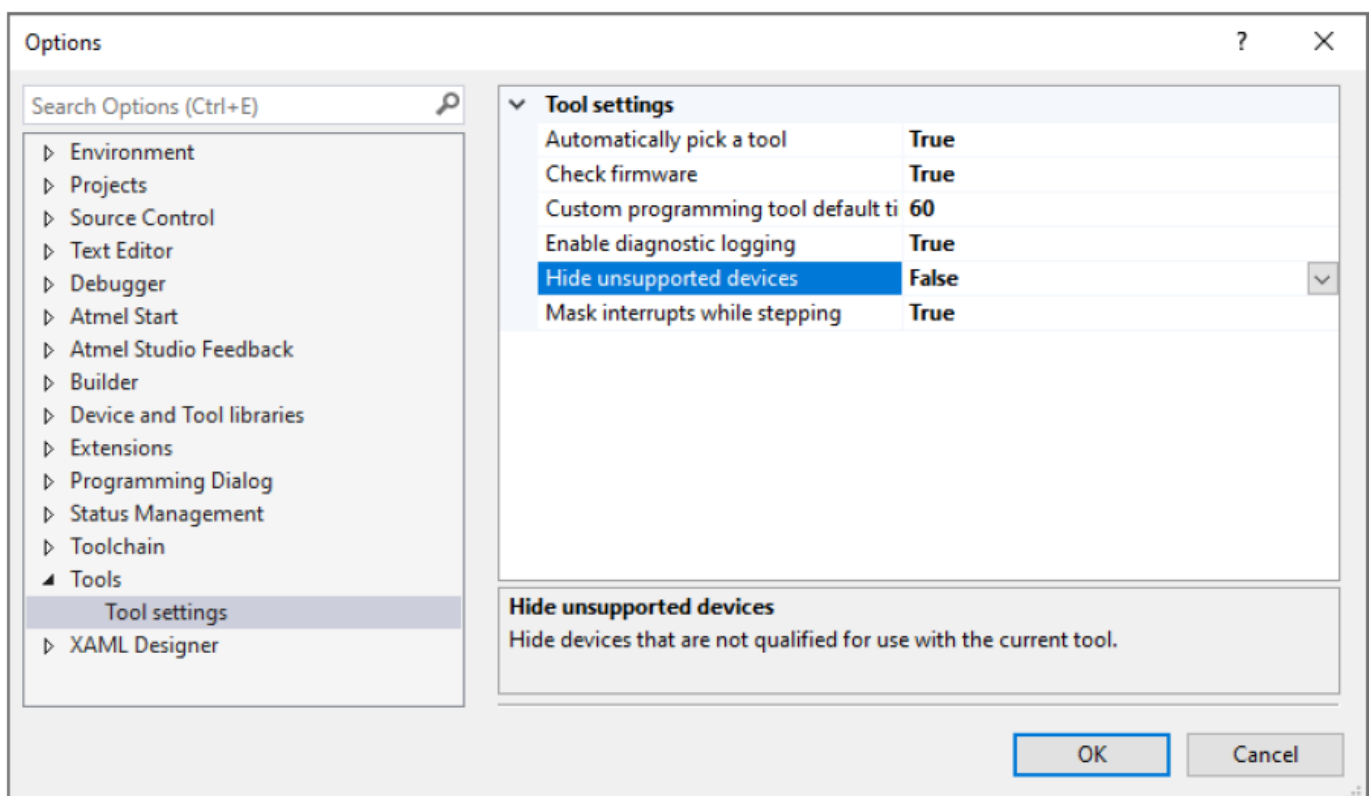 Options
?
Search Options (Ctrl+E)
Environment
Projects
Source Control
Text Editor
Debugger
Atmel Start
Atmel Studio Feedback
Builder
Device and Tool libraries
Extensions
Programming Dialog
Status Management
Toolchain
Tools
Tool settings
XAML Designer
Tool settings
Automatically pick a tool True
Check firmware True
Custom programming tool default ti 60
Enable diagnostic logging True
Hide unsupported devices False
Mask interrupts while stepping True
Hide unsupported devices
Hide devices that are not qualified for use with the current tool.
OK Cancel